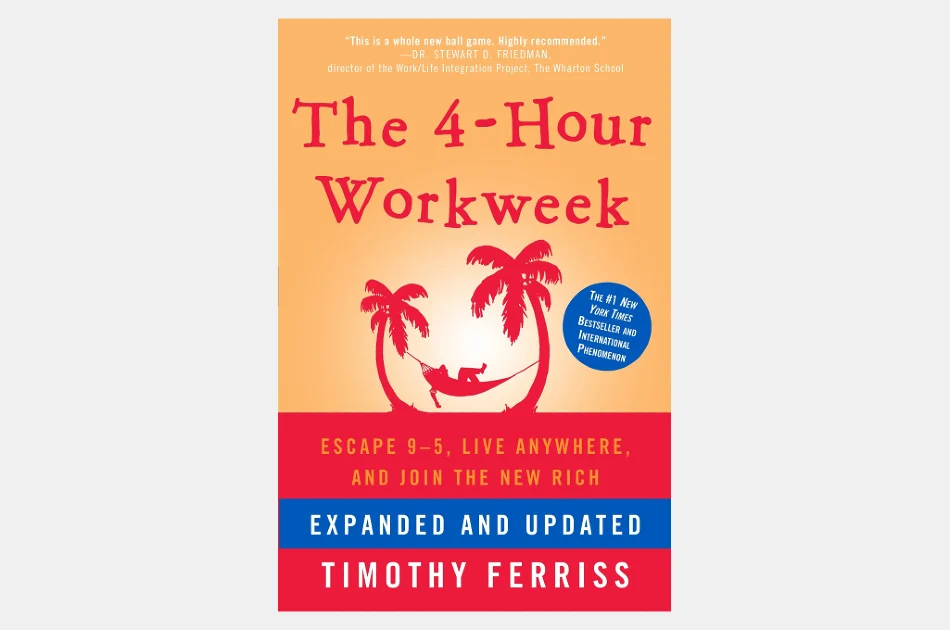 “This is a whole new ball game. Highly recommended.”
—DR. STEWART D. FRIEDMAN,
director of the Work/Life Integration Project, The Wharton School
The 4-Hour
Workweek
THE #1 NEW
YORK TIMES
BESTSELLER AND
INTERNATIONAL
PHENOMENON
ESCAPE 9–5, LIVE ANYWHERE,
AND JOIN THE NEW RICH
EXPANDED AND UPDATED
TIMOTHY FERRISS